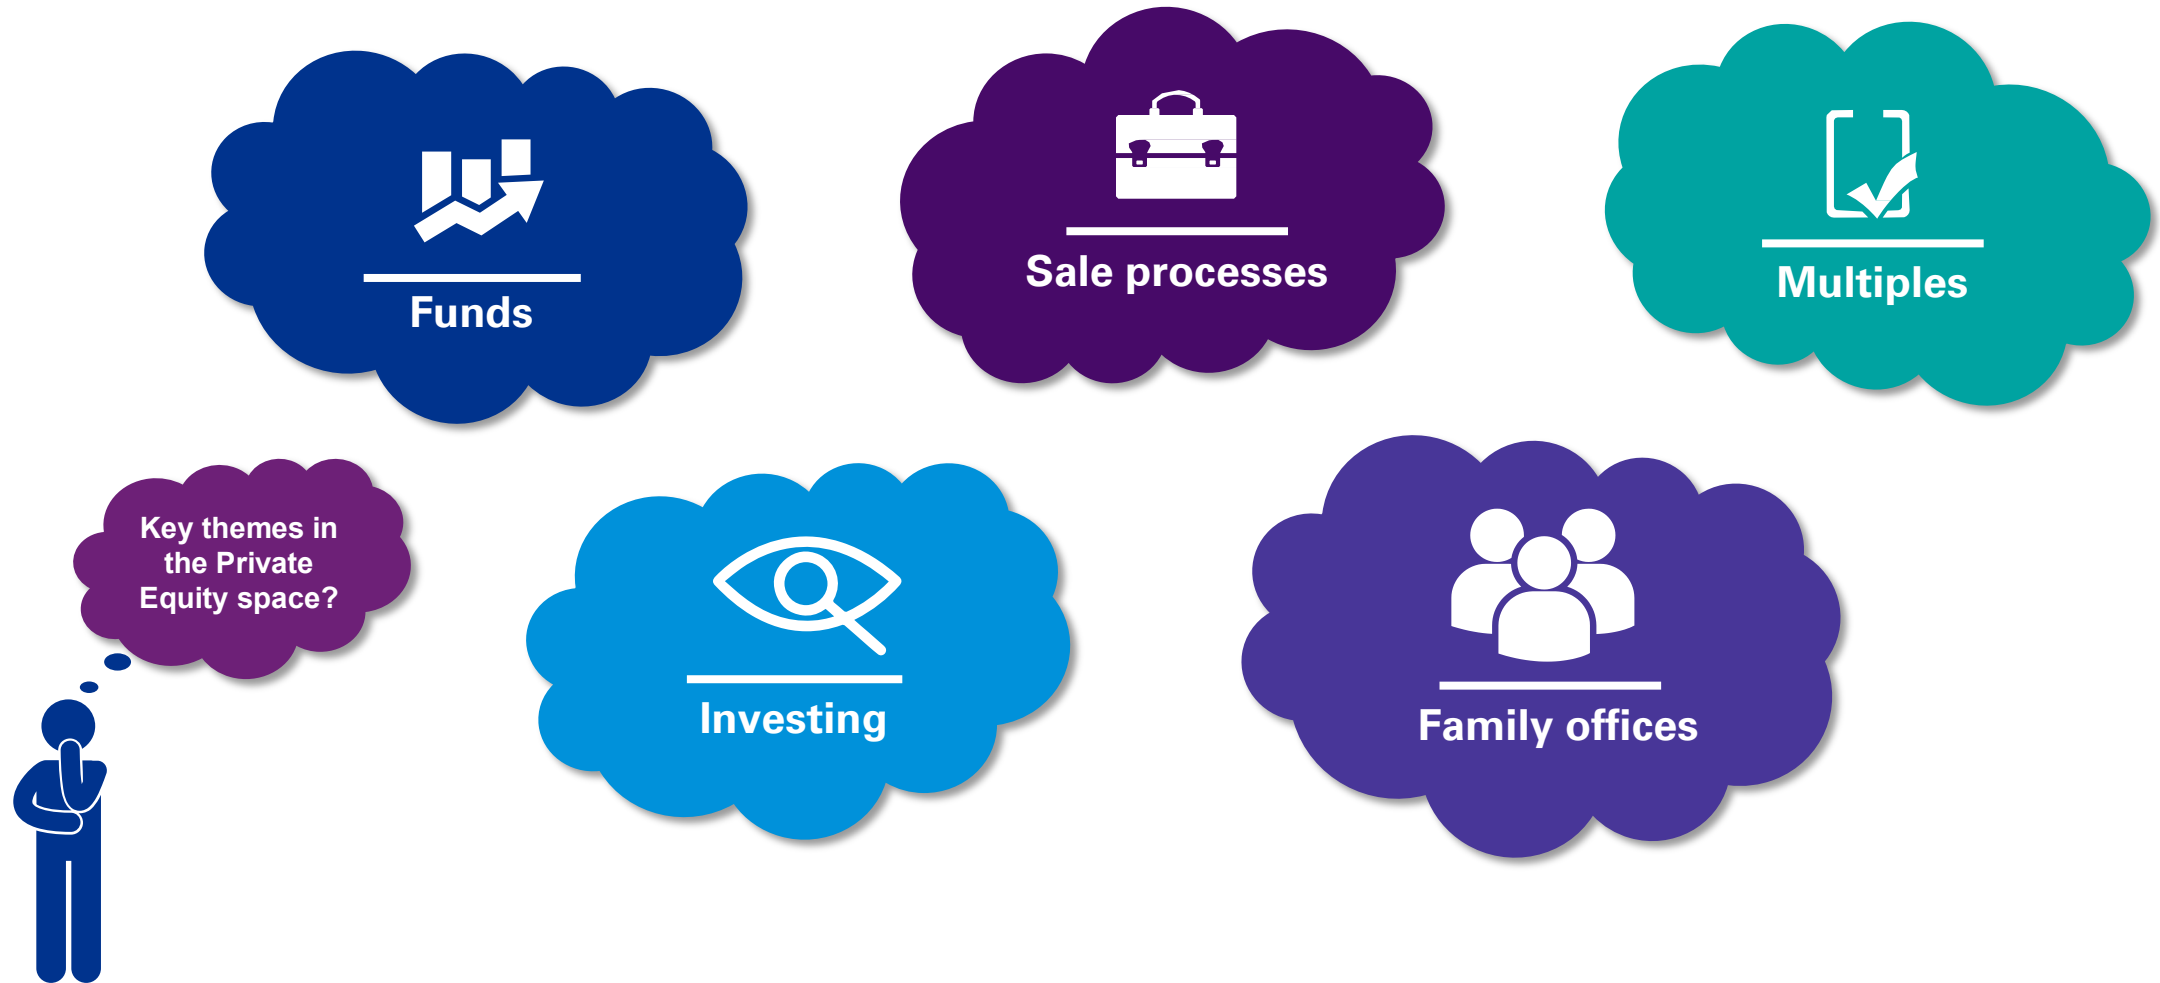 Funds
Sale processes
Multiples
Key themes in
the Private
Equity space?
Investing
Family offices